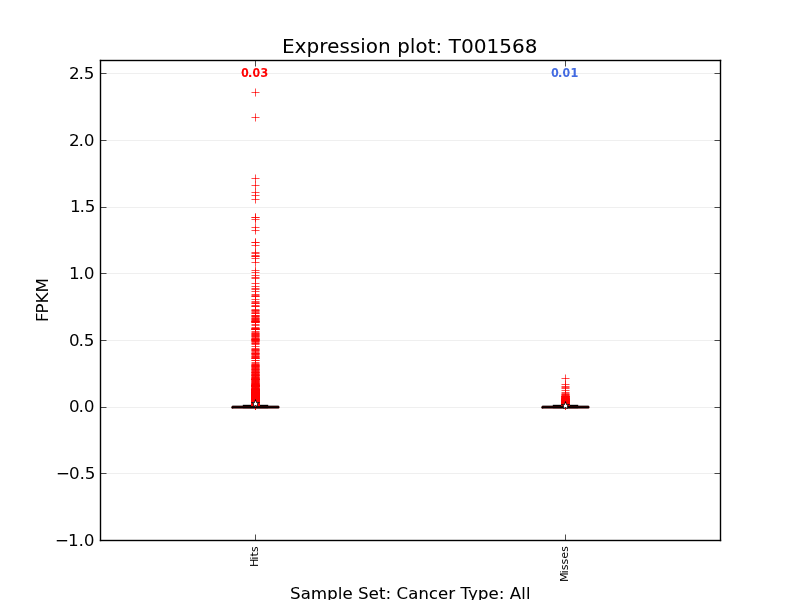 Expression plot: T001568
0.03
0.01
2.5
2.0
1.5
1.0
0.5
0.0
−0.5
−1.0
FPKM
Hits
Misses
Sample Set: Cancer Type: All